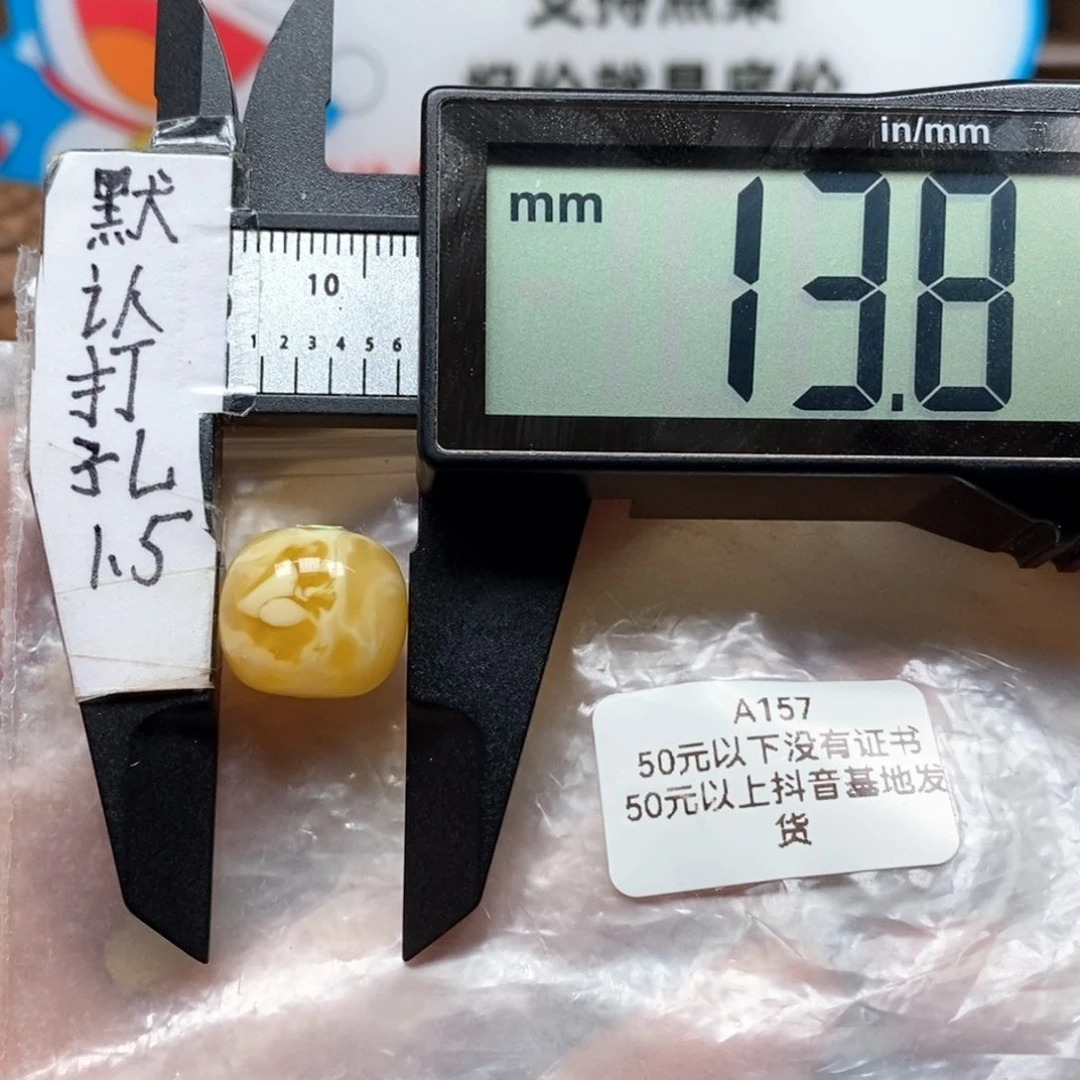 in/mm
mm
13.8
10
1 2 3 4 5 6
默
认
打
孔
1.5
A157
50元以下没有证书
50元以上抖音基地发
货